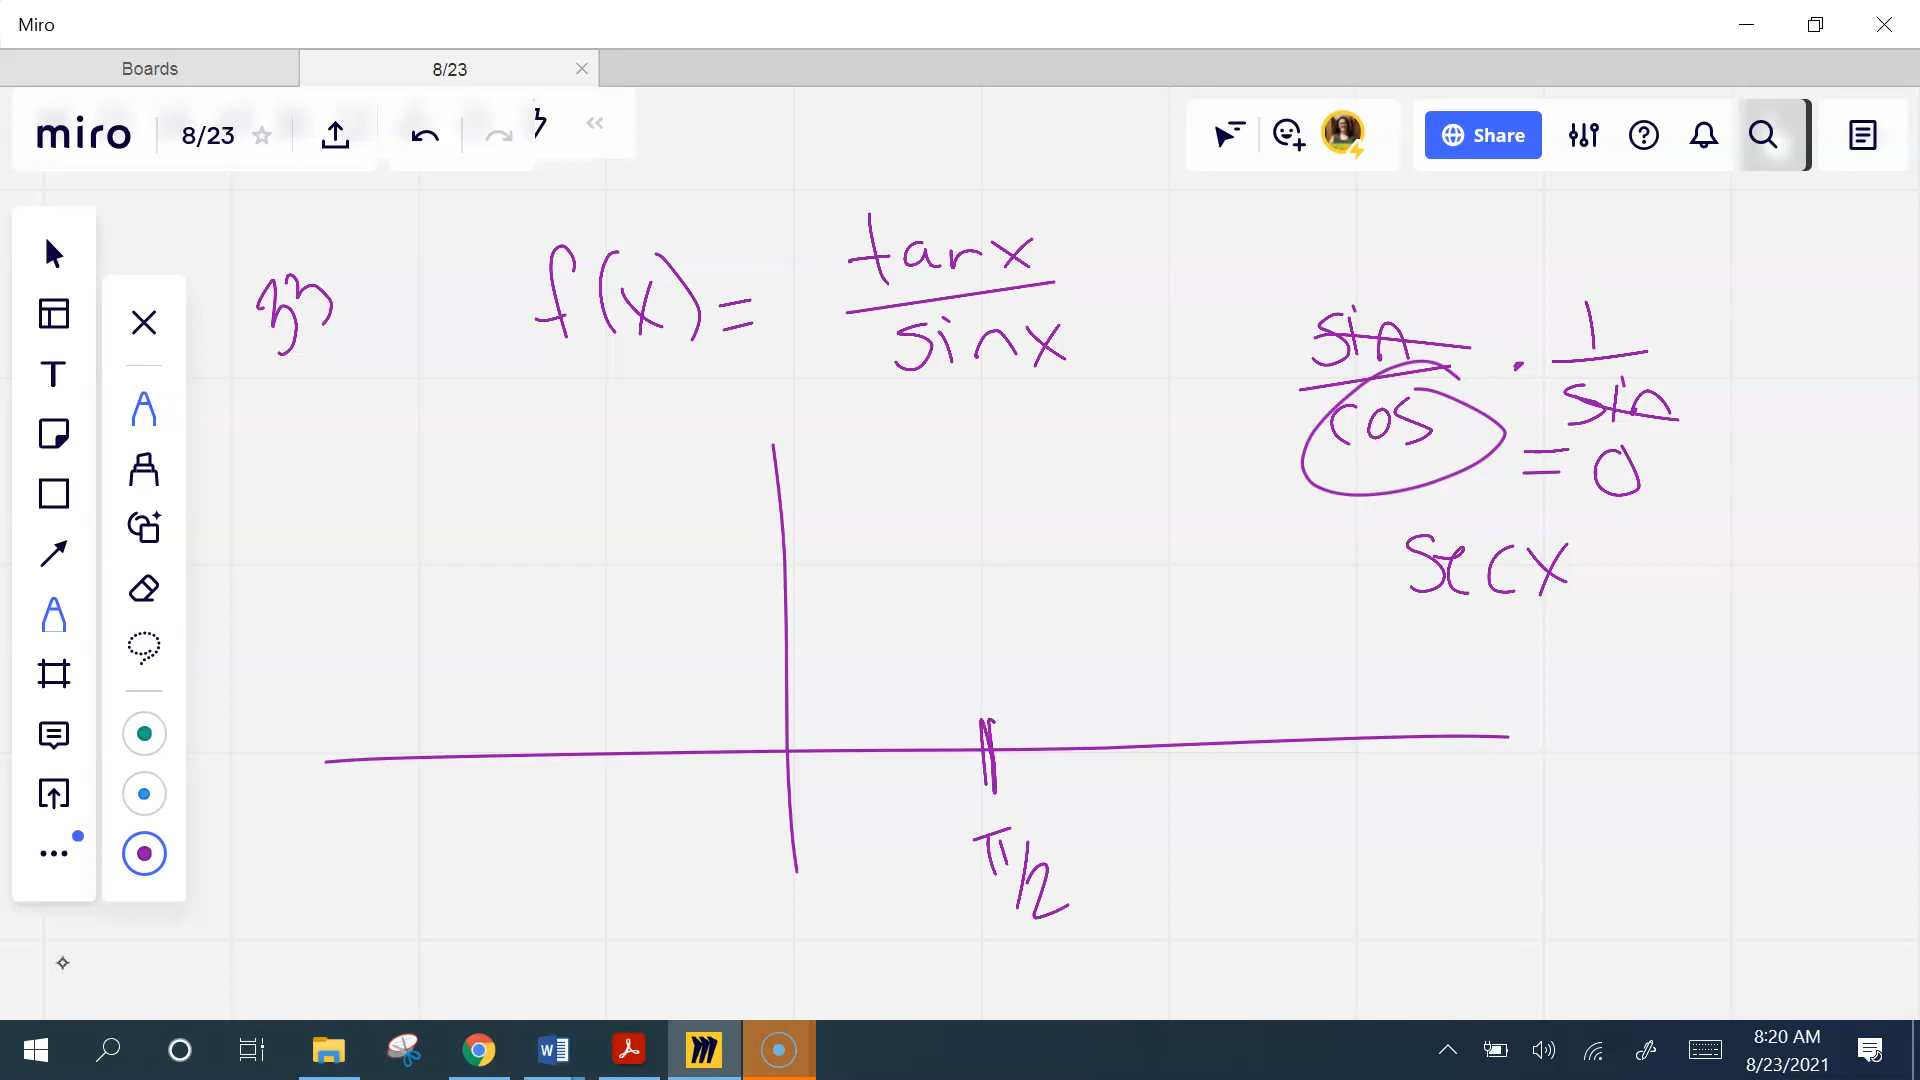 Miro
Boards
8/23
miro
8/23
Share
33
f(x) = tanx / sinx
sin / cos · 1 / sin
= 0
secx
π/2
8:20 AM
8/23/2021